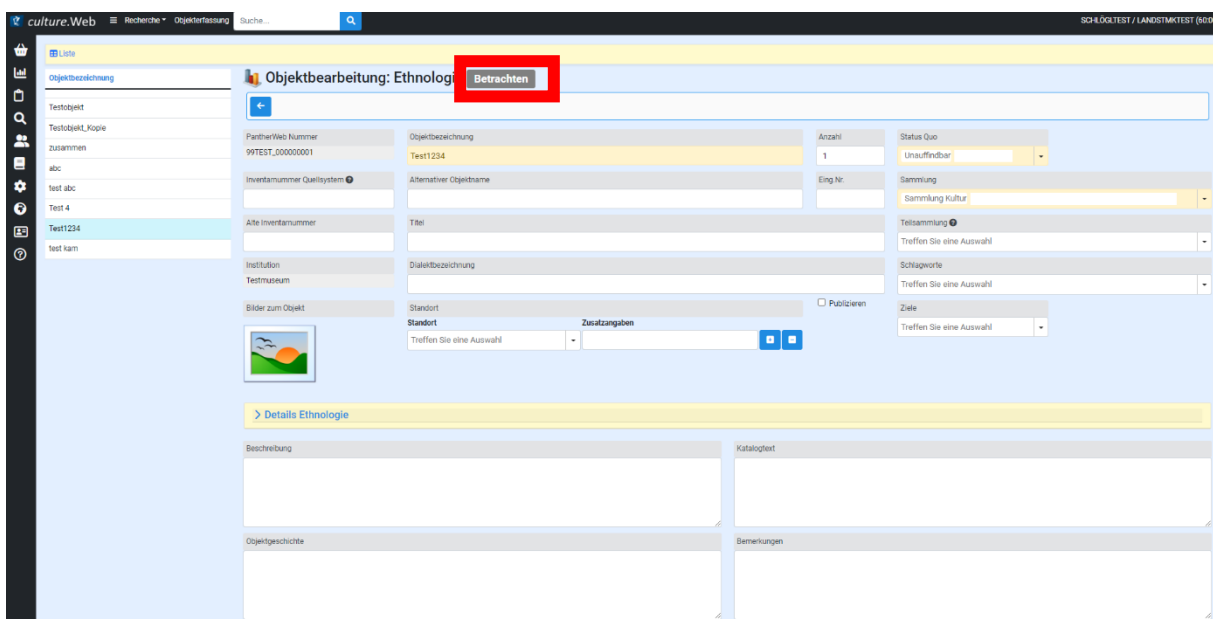 culture.Web Recherche Objekterfassung Suche... SCHLÖGLTEST / LANDSTMKTEST (60:0
Liste
Objektbezeichnung
Testobjekt
Testobjekt_Kopie
zusammen
abc
test abc
Test 4
Test1234
test karn
Objektbearbeitung: Ethnologi Betrachten
PantherWeb Nummer Objektbezeichnung Anzahl Status Quo
99TEST_000000001 Test1234 1 Unauffindbar
Inventarnummer Quellsystem Alternativer Objektname Eing.Nr. Sammlung
Sammlung Kultur
Alte Inventarnummer Titel Teilsammlung
Treffen Sie eine Auswahl
Institution Dialektbezeichnung Schlagworte
Testmuseum Treffen Sie eine Auswahl
Bilder zum Objekt Standort Publizieren Ziele
Standort Zusatzangaben
Treffen Sie eine Auswahl Treffen Sie eine Auswahl
Details Ethnologie
Beschreibung Katalogtext
Objektgeschichte Bemerkungen